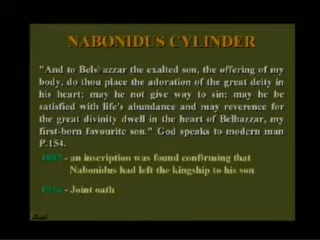 NABONIDUS CYLINDER
"And to Bels azzar the exalted son, the offering of my
body, do thou place the adoration of the great deity in
his heart; may he not give way to sin; may he be
satisfied with life's abundance and may reverence for
the great divinity dwell in the heart of Belhazzar, my
first-born favourite son." God speaks to modern man
P.154.
1882 - an inscription was found confirming that
Nabonidus had left the kingship to his son
- Joint oath